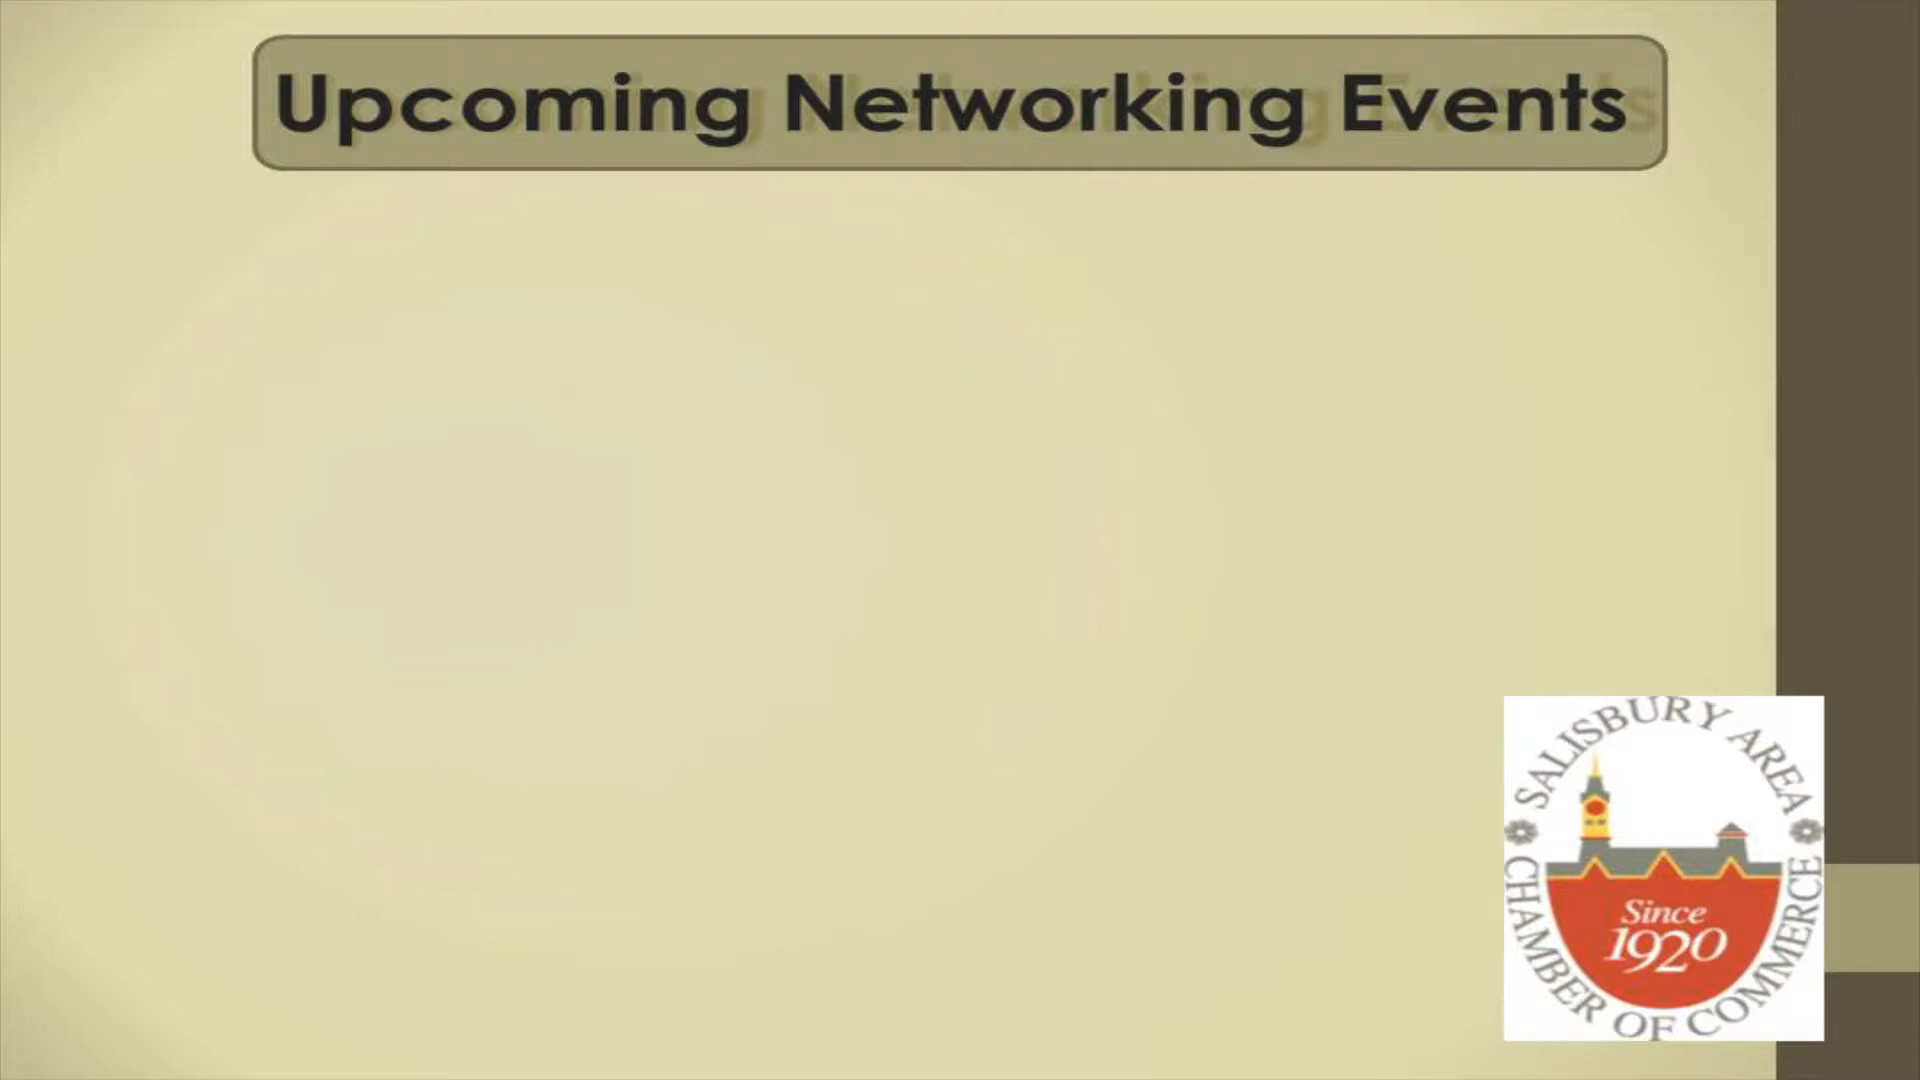 Upcoming Networking Events
SALISBURY AREA
Since
1920
CHAMBER OF COMMERCE